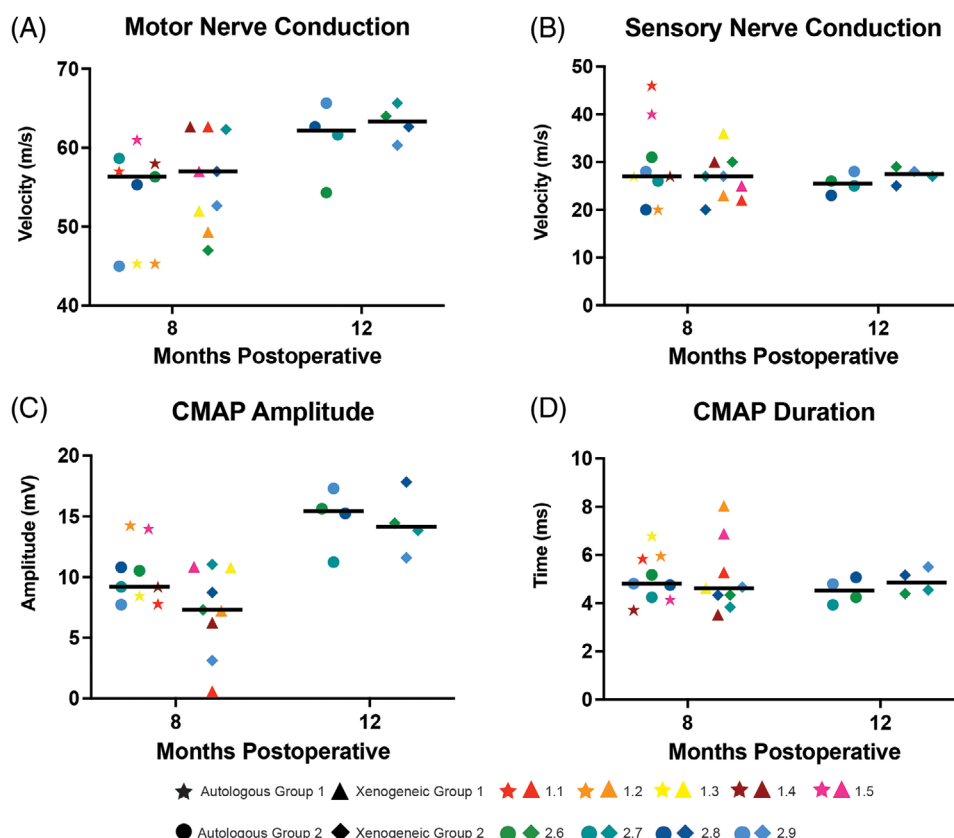 (A) Motor Nerve Conduction
(B) Sensory Nerve Conduction
Velocity (m/s)
70
60
50
40
8
12
Months Postoperative
Velocity (m/s)
50
40
30
20
10
0
8
12
Months Postoperative
(C) CMAP Amplitude
(D) CMAP Duration
Amplitude (mV)
20
15
10
5
0
8
12
Months Postoperative
Time (ms)
10
8
6
4
2
0
8
12
Months Postoperative
Autologous Group 1 Xenogeneic Group 1 1.1 1.2 1.3 1.4 1.5
Autologous Group 2 Xenogeneic Group 2 2.6 2.7 2.8 2.9